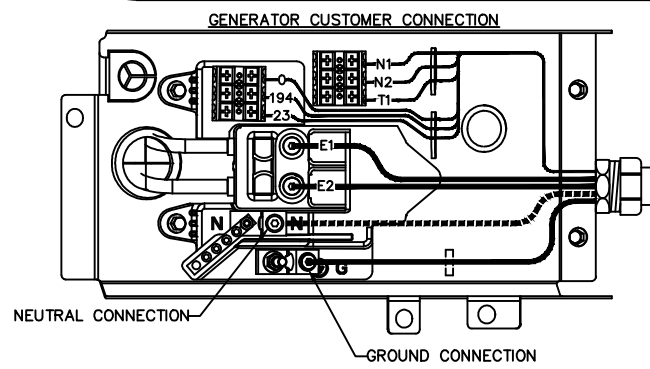 GENERATOR CUSTOMER CONNECTION
N1
N2
T1
0
194
23
E1
E2
N N
G
NEUTRAL CONNECTION
GROUND CONNECTION